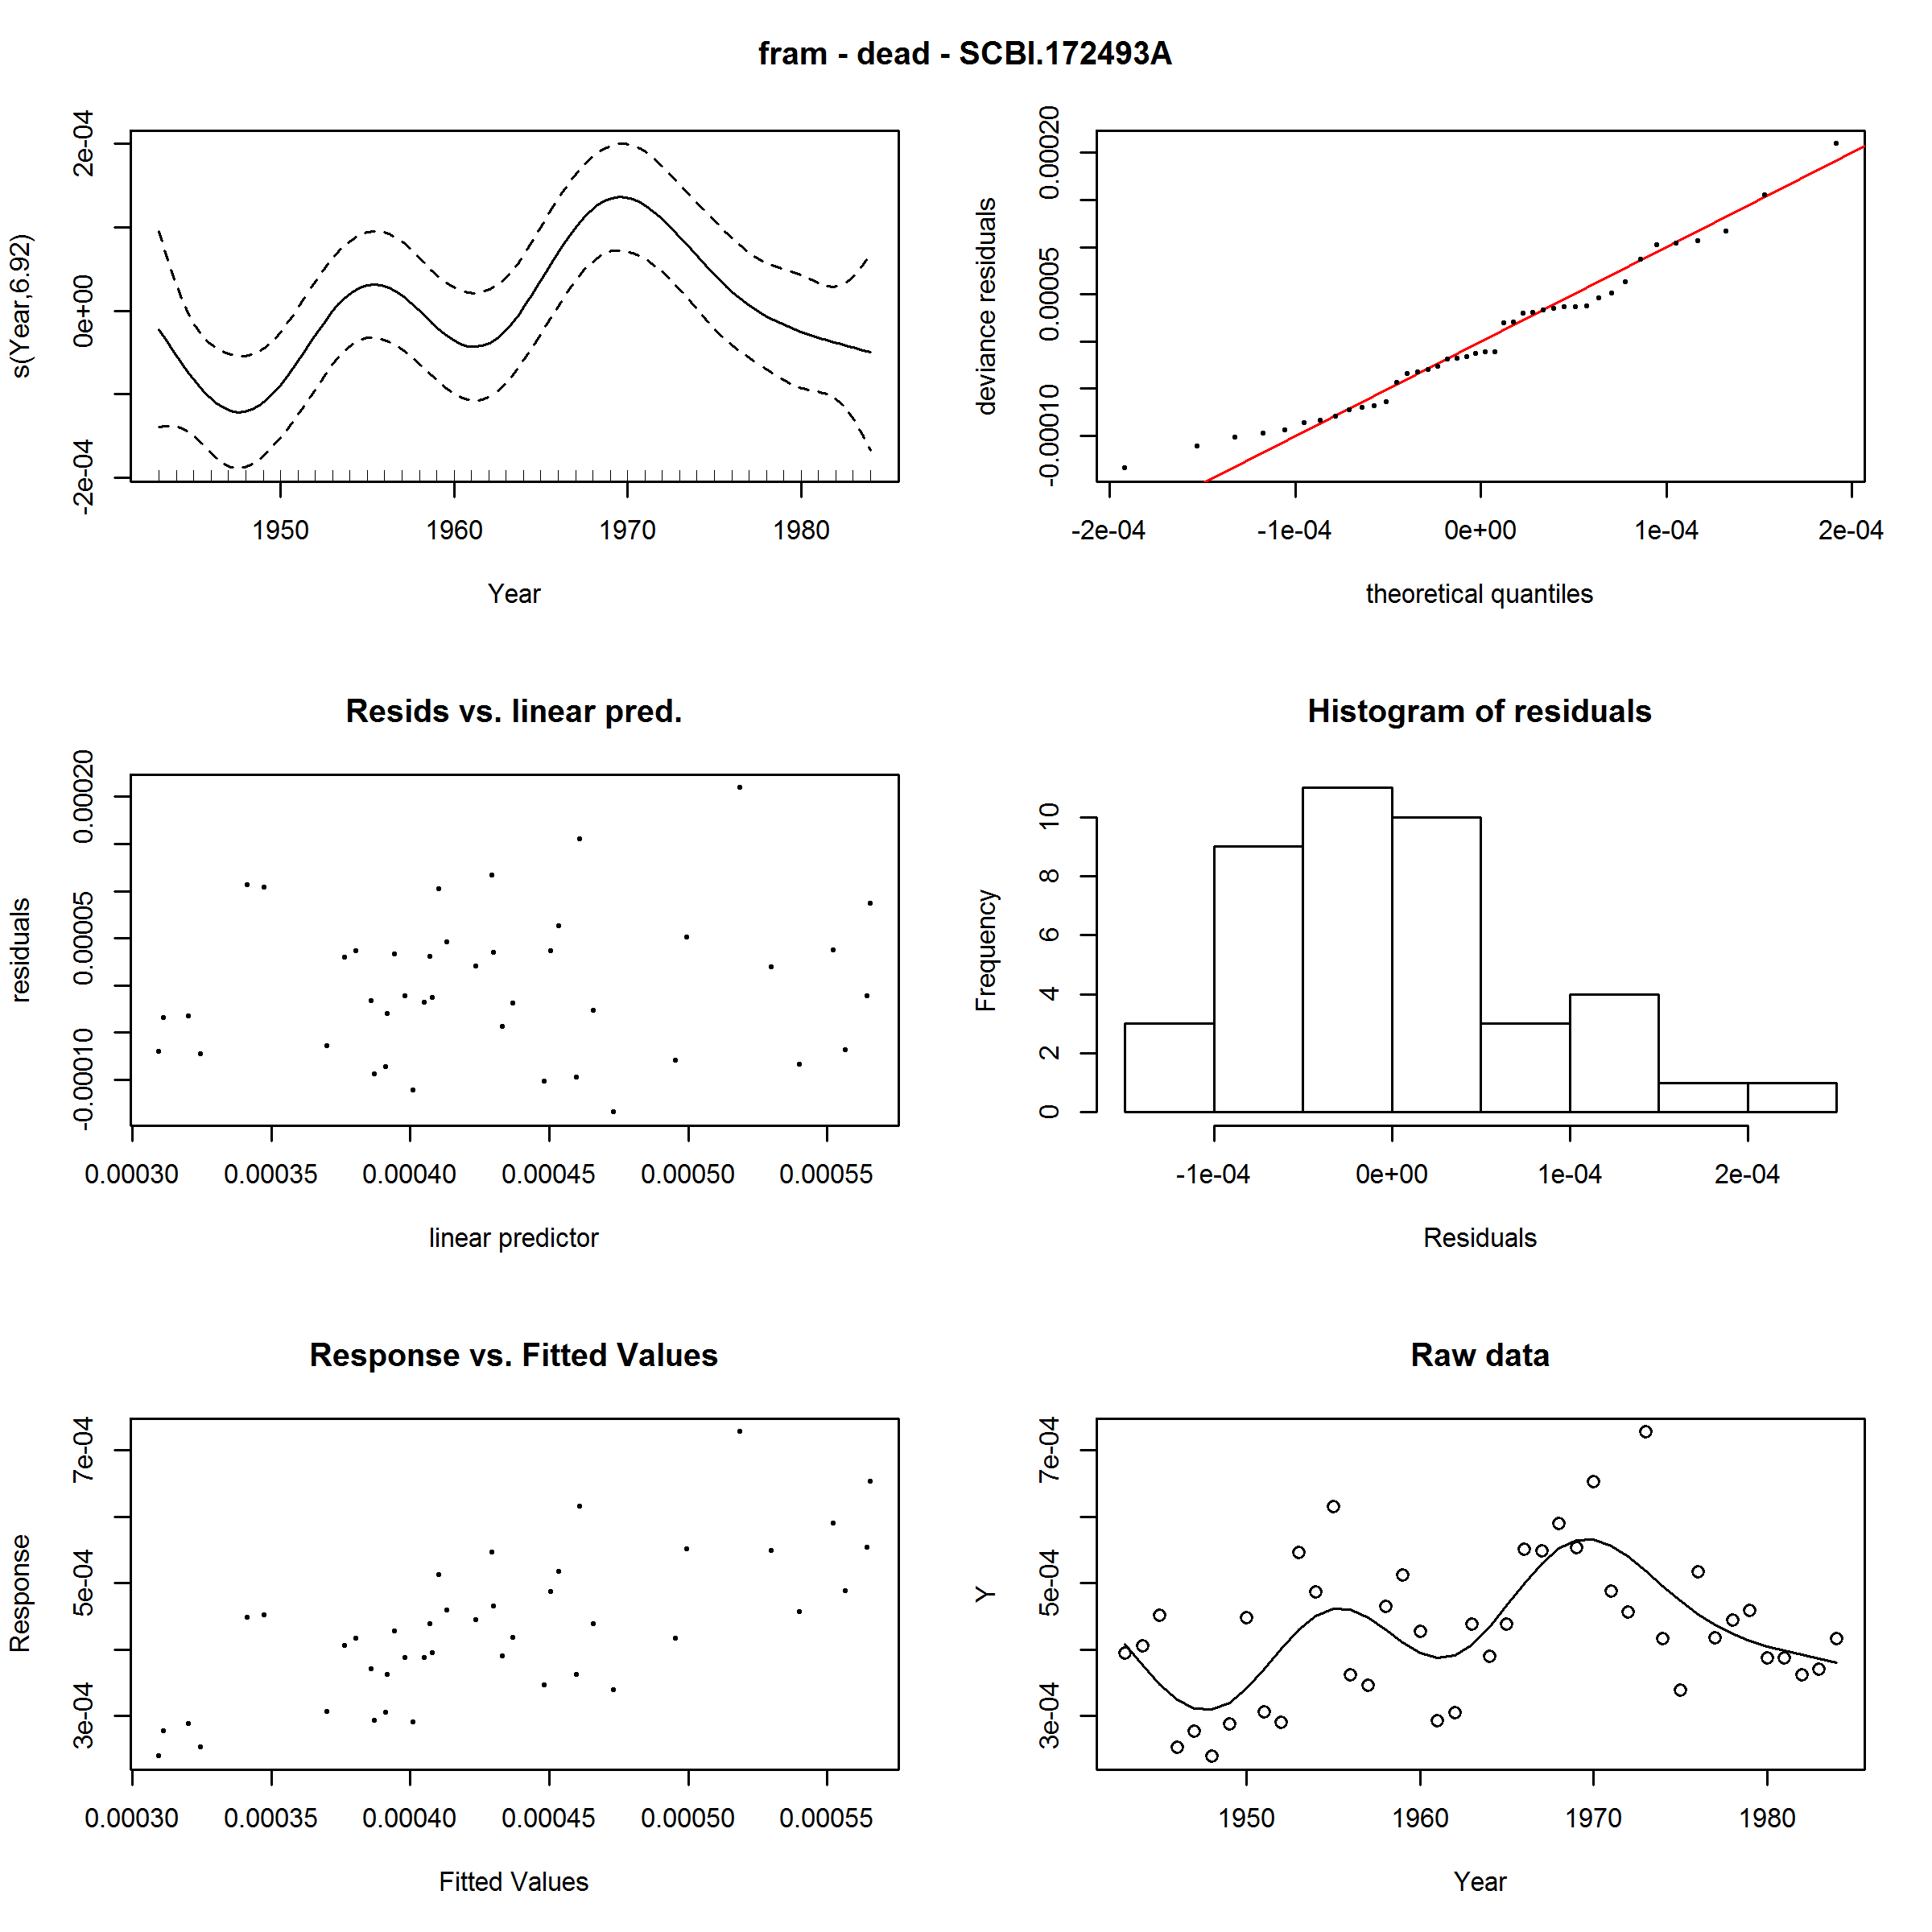 fram - dead - SCBI.172493A
s(Year,6.92)
-2e-04 0e+00 2e-04
1950 1960 1970 1980
Year
deviance residuals
-0.00010 0.00005 0.00020
-2e-04 -1e-04 0e+00 1e-04 2e-04
theoretical quantiles
Resids vs. linear pred.
residuals
-0.00010 0.00005 0.00020
0.00030 0.00035 0.00040 0.00045 0.00050 0.00055
linear predictor
Histogram of residuals
Frequency
0 2 4 6 8 10
-1e-04 0e+00 1e-04 2e-04
Residuals
Response vs. Fitted Values
Response
3e-04 5e-04 7e-04
0.00030 0.00035 0.00040 0.00045 0.00050 0.00055
Fitted Values
Raw data
Y
3e-04 5e-04 7e-04
1950 1960 1970 1980
Year